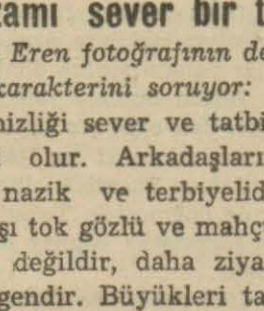 zamı sever bir t
Eren fotoğrafının de
karakterini soruyor:
nizliği sever ve tatbi
olur. Arkadaşları
nazik ve terbiyelid
şı tok gözlü ve mahç
değildir, daha ziya
gendir. Büyükleri ta